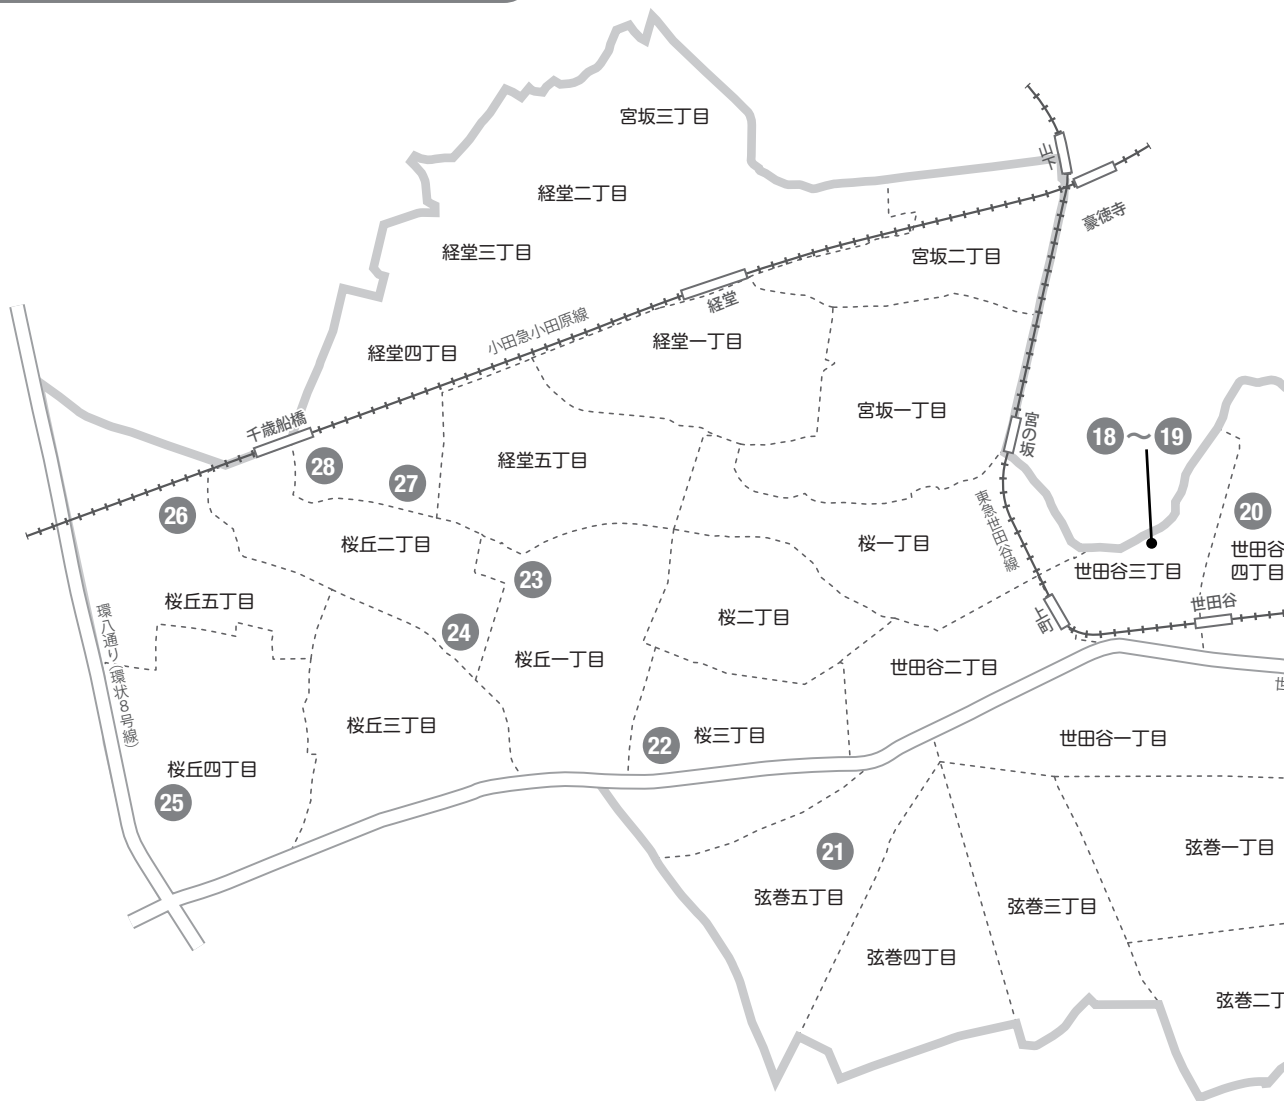 宮坂三丁目
山下
経堂二丁目
豪徳寺
経堂三丁目
宮坂二丁目
経堂
小田急小田原線
経堂一丁目
経堂四丁目
宮坂一丁目
千歳船橋
宮の坂
18～19
28
経堂五丁目
27
26
20
東急世田谷線
桜丘二丁目
桜一丁目
世田谷
四丁目
世田谷三丁目
23
桜丘五丁目
世田谷
上町
桜二丁目
24
環八通り(環状8号線)
桜丘一丁目
世田谷二丁目
世
桜丘三丁目
22
桜三丁目
世田谷一丁目
桜丘四丁目
25
21
弦巻一丁目
弦巻五丁目
弦巻三丁目
弦巻四丁目
弦巻二丁